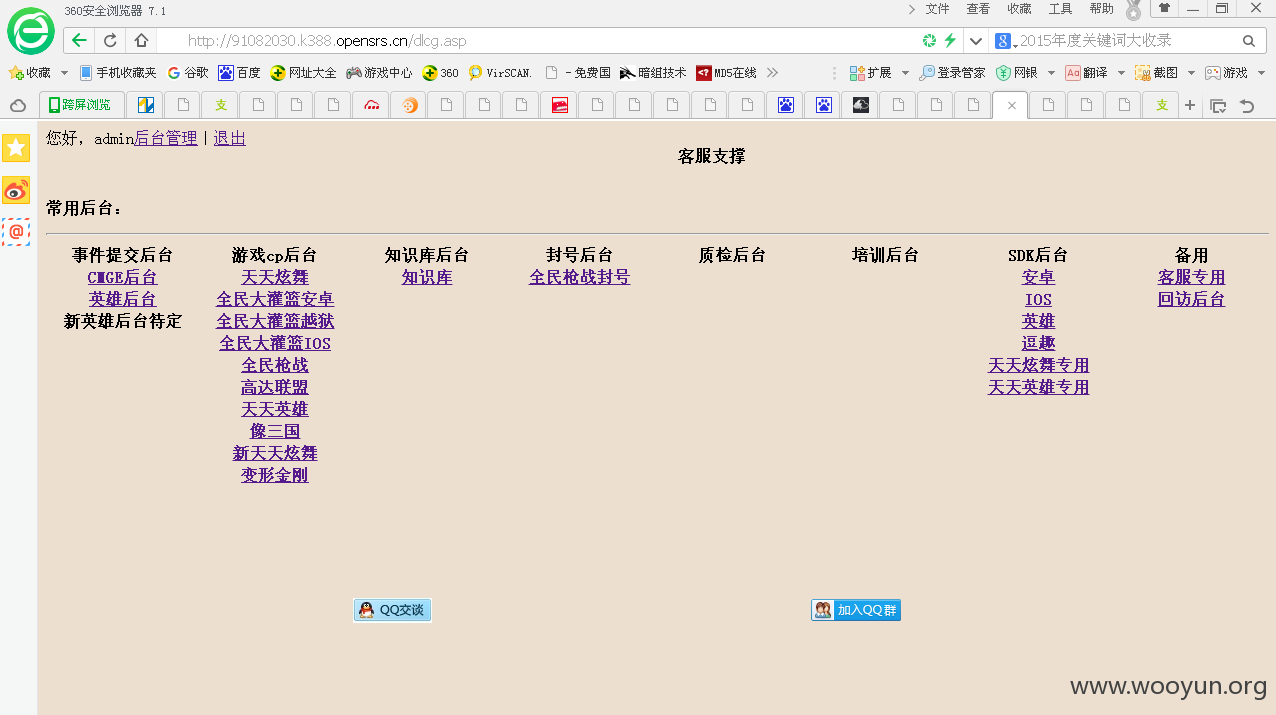 360安全浏览器 7.1
文件 查看 收藏 工具 帮助
http://91082030.k388.opensrs.cn/dlcg.asp
2015年度关键词大收录
收藏 手机收藏夹 谷歌 百度 网址大全 游戏中心 360 VirSCAN. - 免费国 暗组技术 MD5在线 扩展 登录管家 网银 翻译 截图 游戏
跨屏浏览
您好，admin后台管理 | 退出
客服支撑
常用后台：
事件提交后台 游戏cp后台 知识库后台 封号后台 质检后台 培训后台 SDK后台 备用
CMGE后台 天天炫舞 知识库 全民枪战封号 安卓 客服专用
英雄后台 全民大灌篮安卓 IOS 回访后台
新英雄后台待定 全民大灌篮越狱 英雄
全民大灌篮IOS 逗趣
全民枪战 天天炫舞专用
高达联盟 天天英雄专用
天天英雄
像三国
新天天炫舞
变形金刚
QQ交谈 加入QQ群
www.wooyun.org